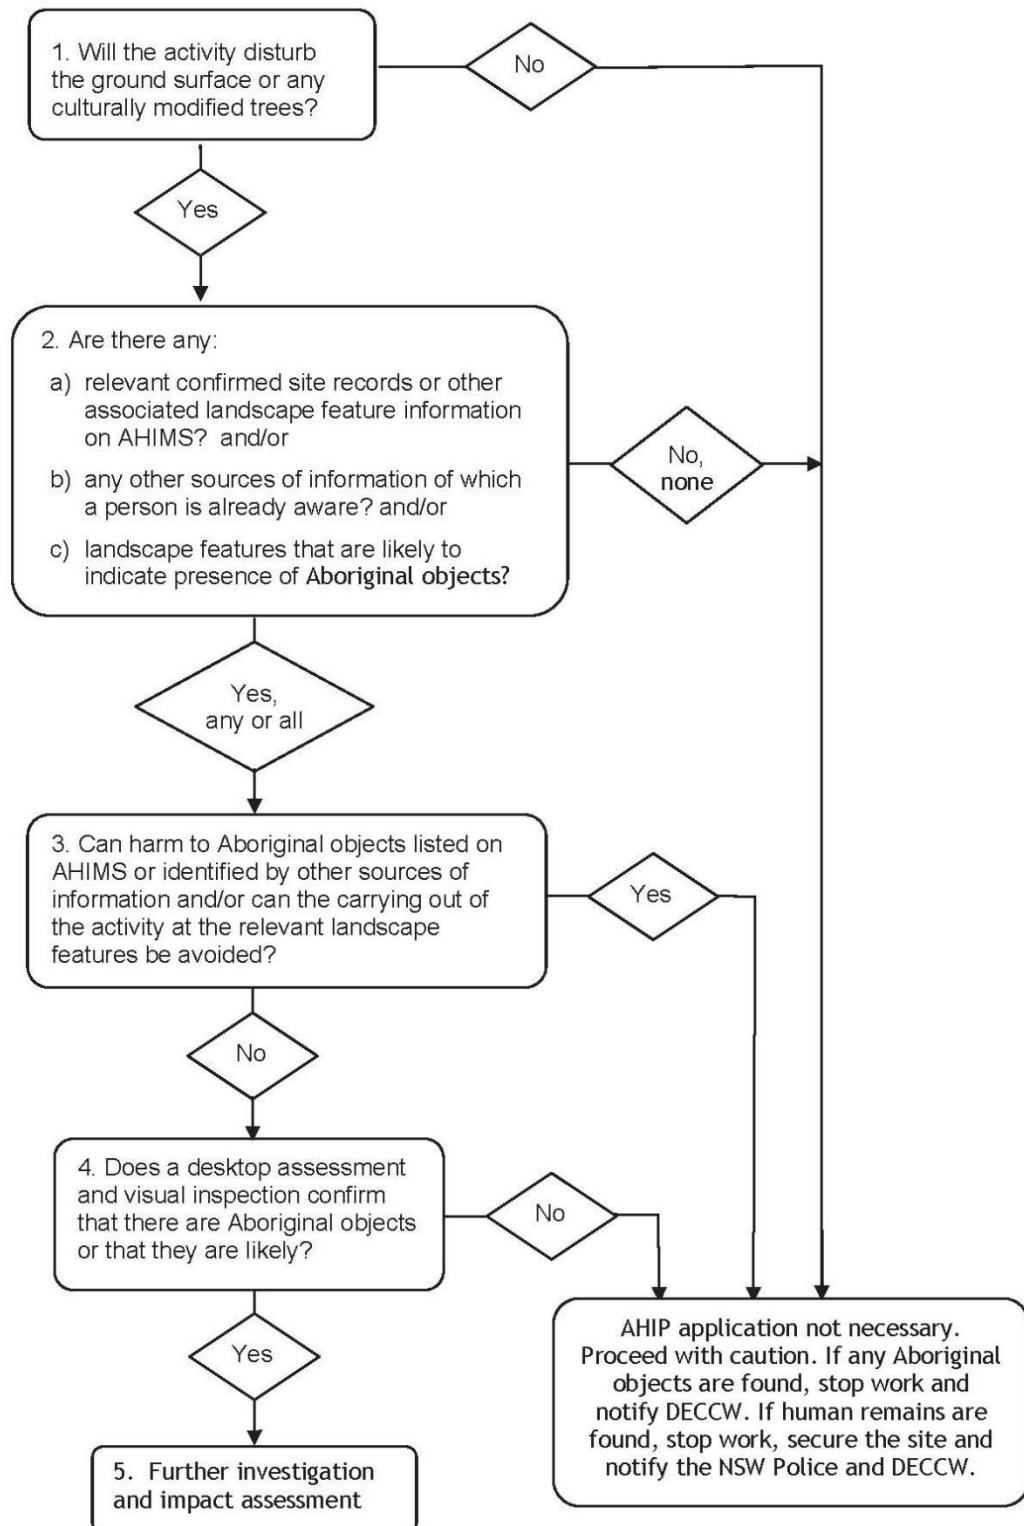 1. Will the activity disturb
the ground surface or any
culturally modified trees?
No
Yes
2. Are there any:
a) relevant confirmed site records or other
associated landscape feature information
on AHIMS? and/or
b) any other sources of information of which
a person is already aware? and/or
c) landscape features that are likely to
indicate presence of Aboriginal objects?
No,
none
Yes,
any or all
3. Can harm to Aboriginal objects listed on
AHIMS or identified by other sources of
information and/or can the carrying out of
the activity at the relevant landscape
features be avoided?
Yes
No
4. Does a desktop assessment
and visual inspection confirm
that there are Aboriginal objects
or that they are likely?
No
Yes
5. Further investigation
and impact assessment
AHIP application not necessary.
Proceed with caution. If any Aboriginal
objects are found, stop work and
notify DECCW. If human remains are
found, stop work, secure the site and
notify the NSW Police and DECCW.